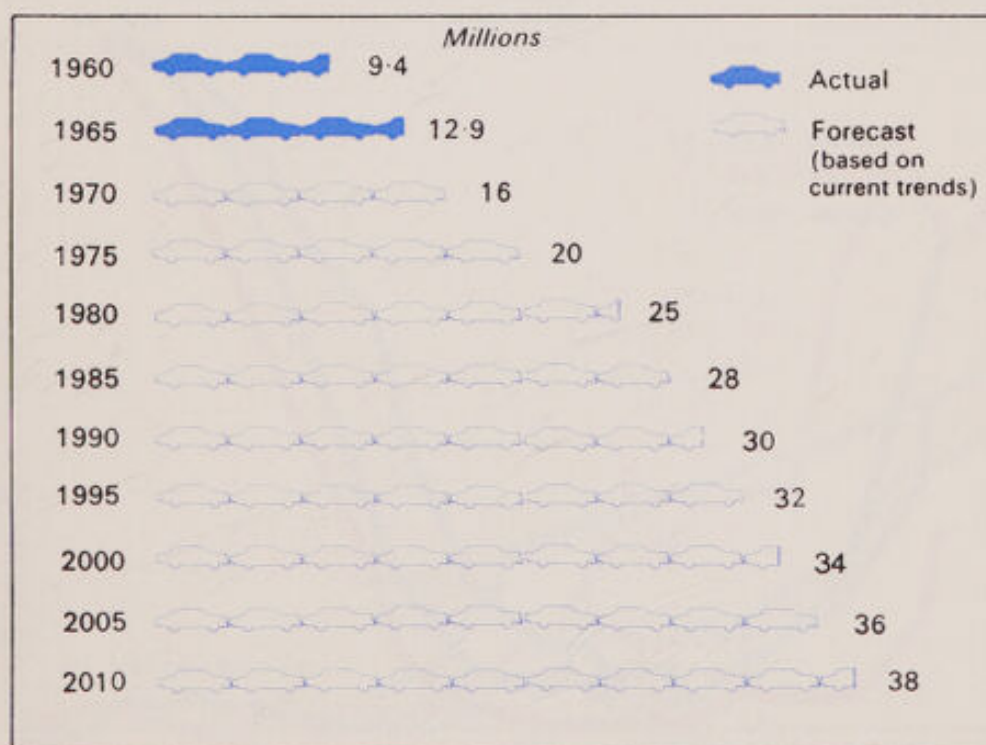 Millions
1960 9·4
1965 12·9
1970 16
1975 20
1980 25
1985 28
1990 30
1995 32
2000 34
2005 36
2010 38
Actual
Forecast
(based on
current trends)